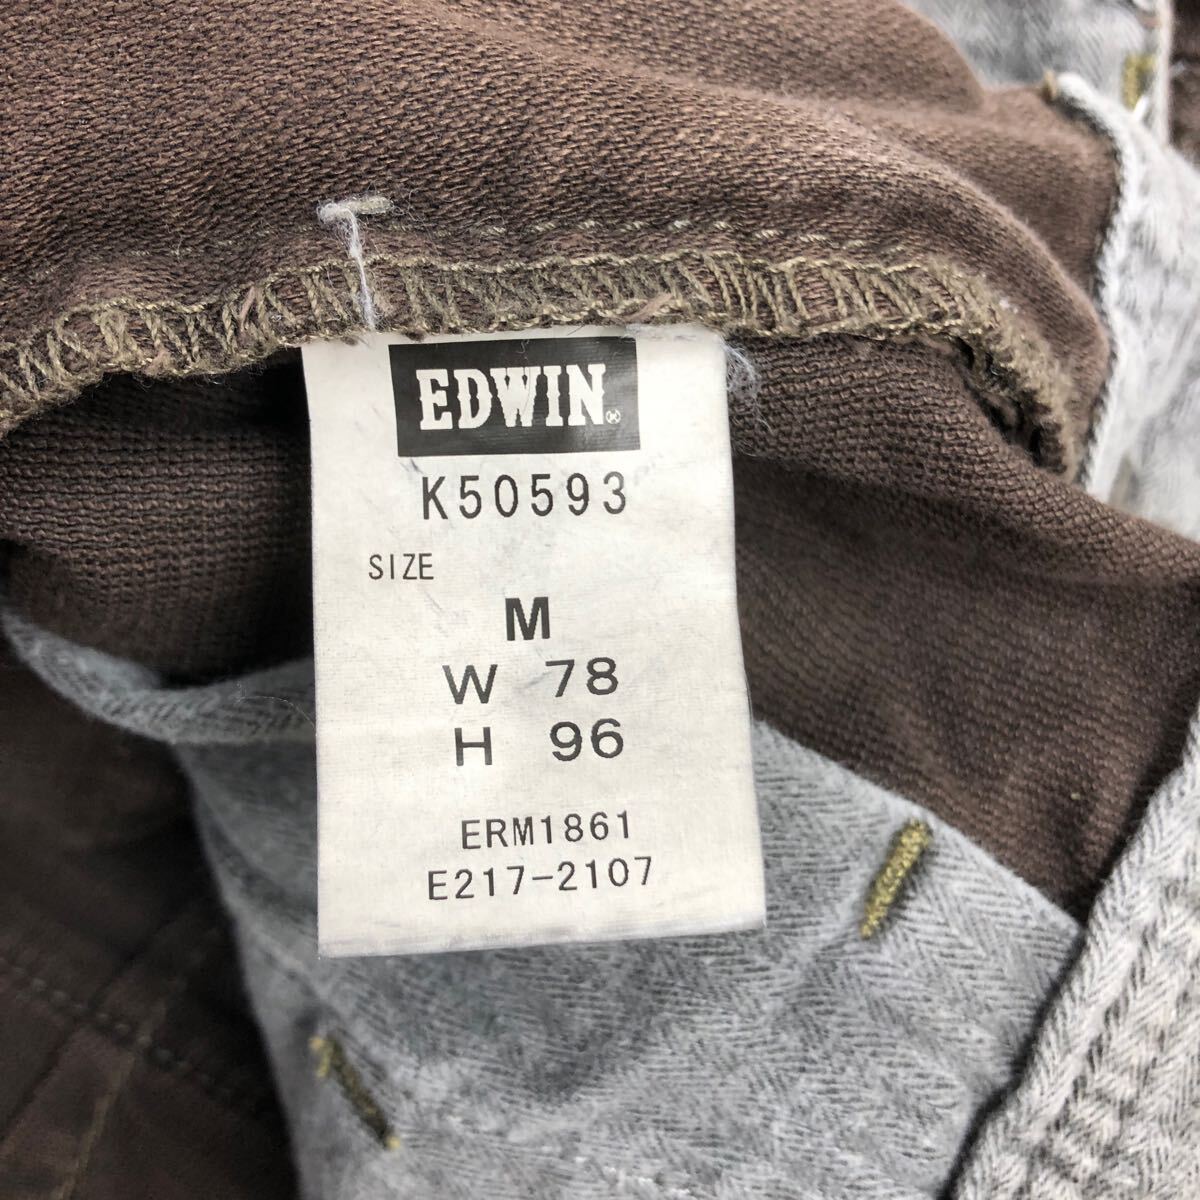 EDWIN®
K50593
SIZE
M
W 78
H 96
ERM1861
E217-2107